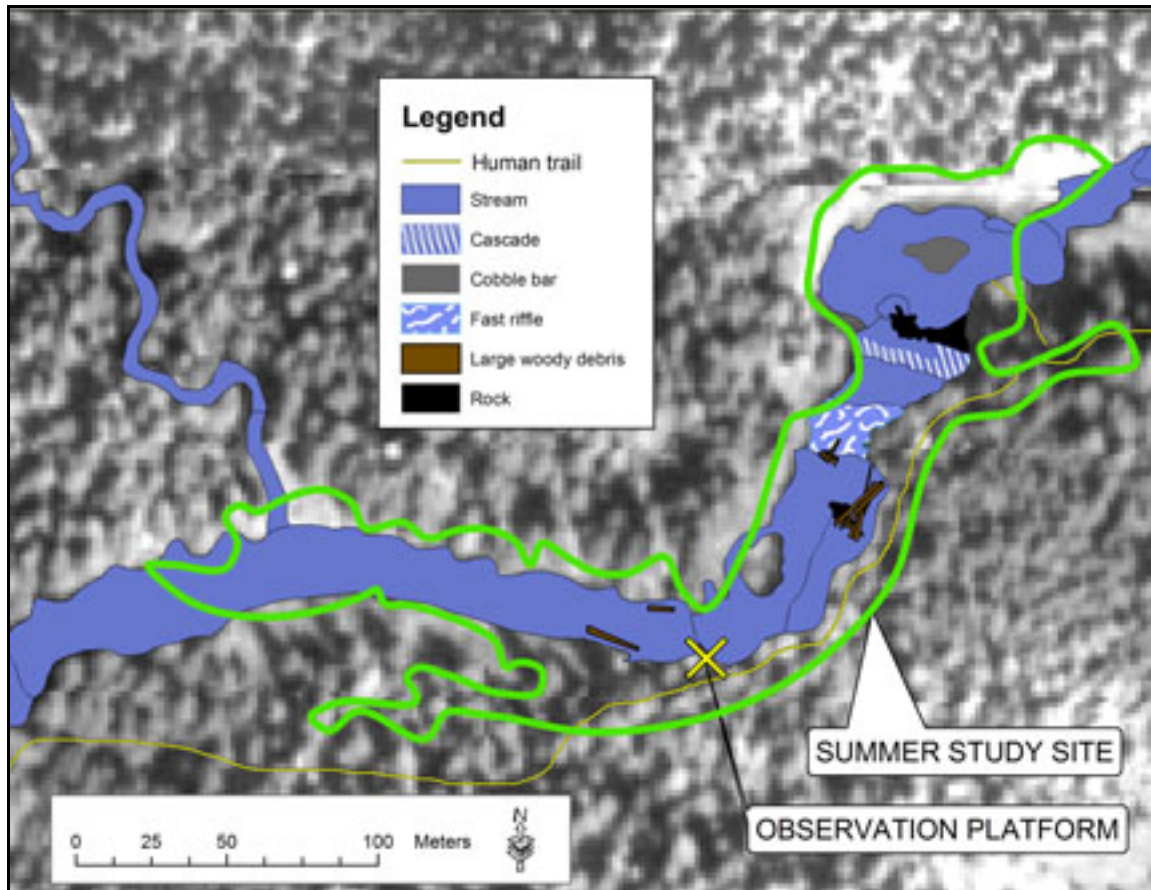 Legend
Human trail
Stream
Cascade
Cobble bar
Fast riffle
Large woody debris
Rock
SUMMER STUDY SITE
OBSERVATION PLATFORM
N
0 25 50 100 Meters